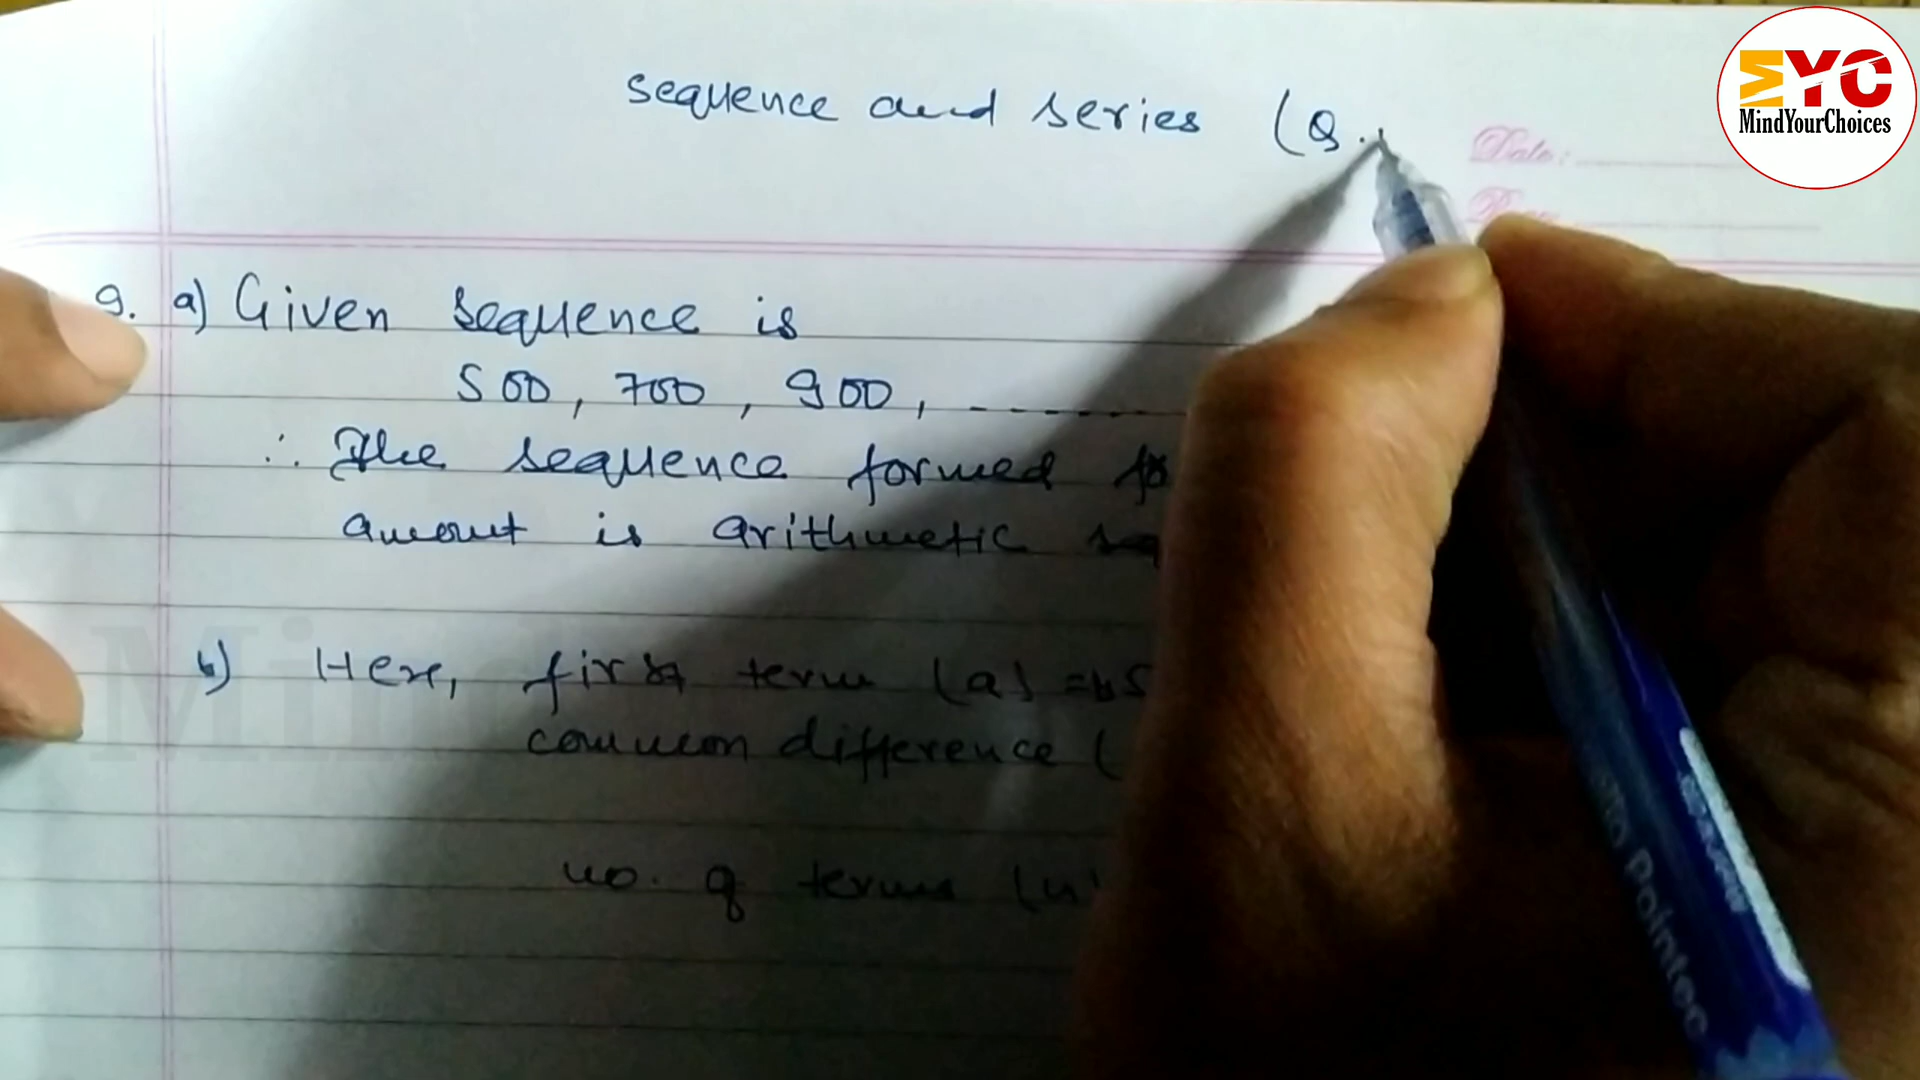 MYC
MindYourChoices
sequence and series (Q.
Date:
9. a) Given sequence is
500, 700, 900, -------
∴ The sequence formed
amount is arithmetic
b) Here, first term (a) =
common difference (
no. of terms (n)
Pointec